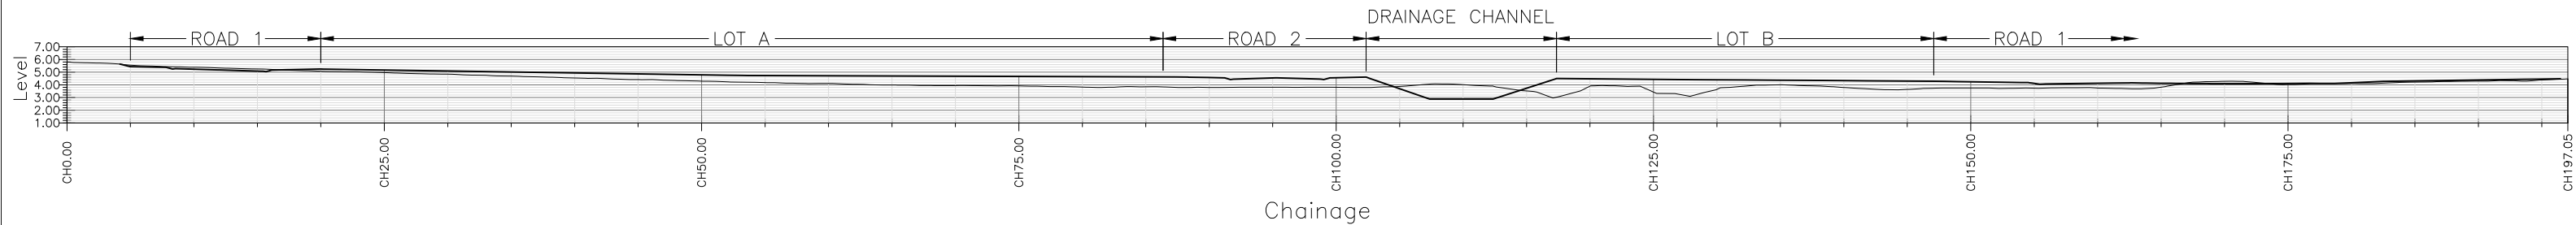 DRAINAGE CHANNEL
ROAD 1 LOT A ROAD 2 LOT B ROAD 1
Level
7.00
6.00
5.00
4.00
3.00
2.00
1.00
CH0.00 CH25.00 CH50.00 CH75.00 CH100.00 CH125.00 CH150.00 CH175.00 CH197.05
Chainage